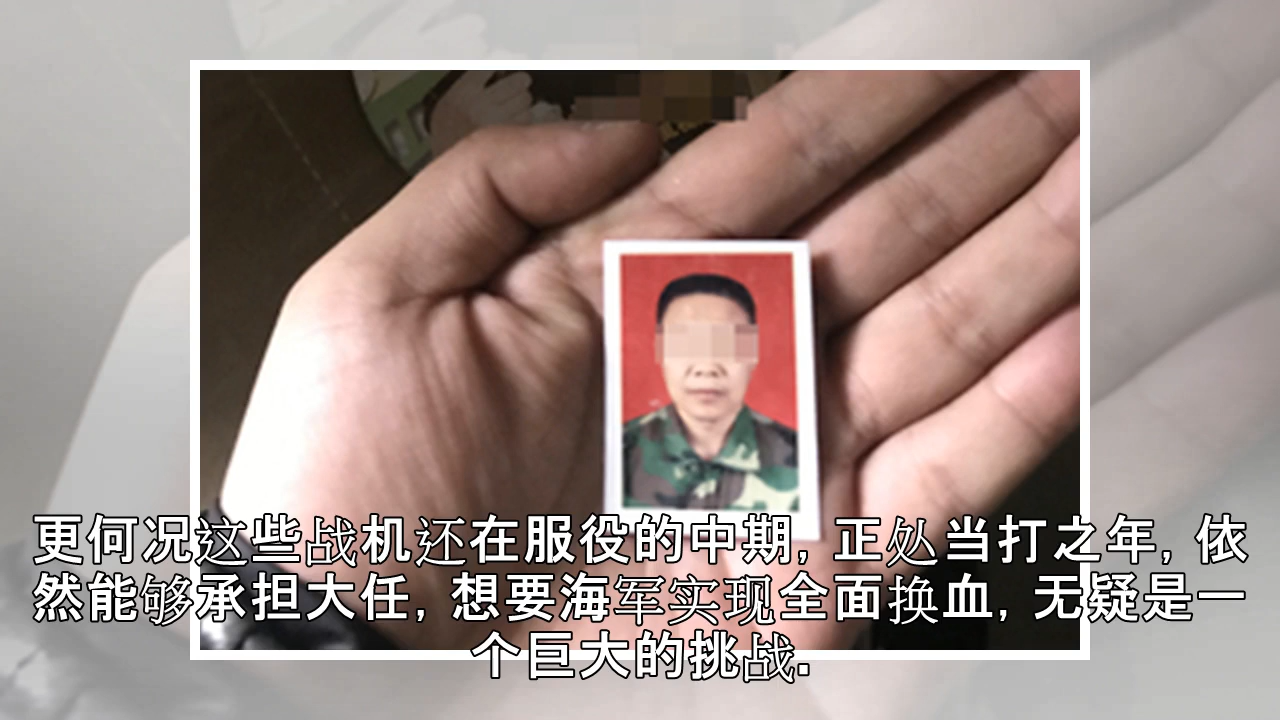 更何况这些战机还在服役的中期, 正处当打之年, 依
然能够承担大任, 想要海军实现全面换血, 无疑是一
个巨大的挑战.